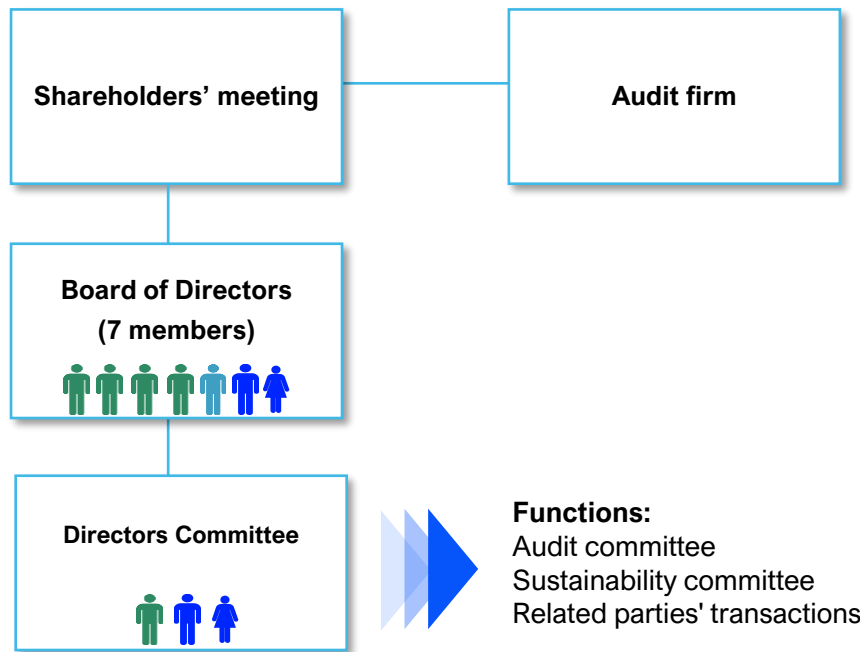 Shareholders’ meeting
Audit firm
Board of Directors
(7 members)
Directors Committee
Functions:
Audit committee
Sustainability committee
Related parties' transactions